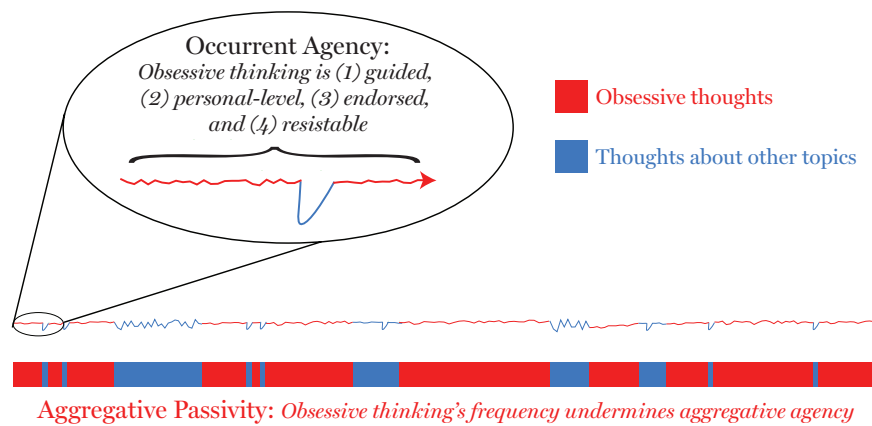 Occurrent Agency:
Obsessive thinking is (1) guided,
(2) personal-level, (3) endorsed,
and (4) resistable
Obsessive thoughts
Thoughts about other topics
Aggregative Passivity: Obsessive thinking's frequency undermines aggregative agency